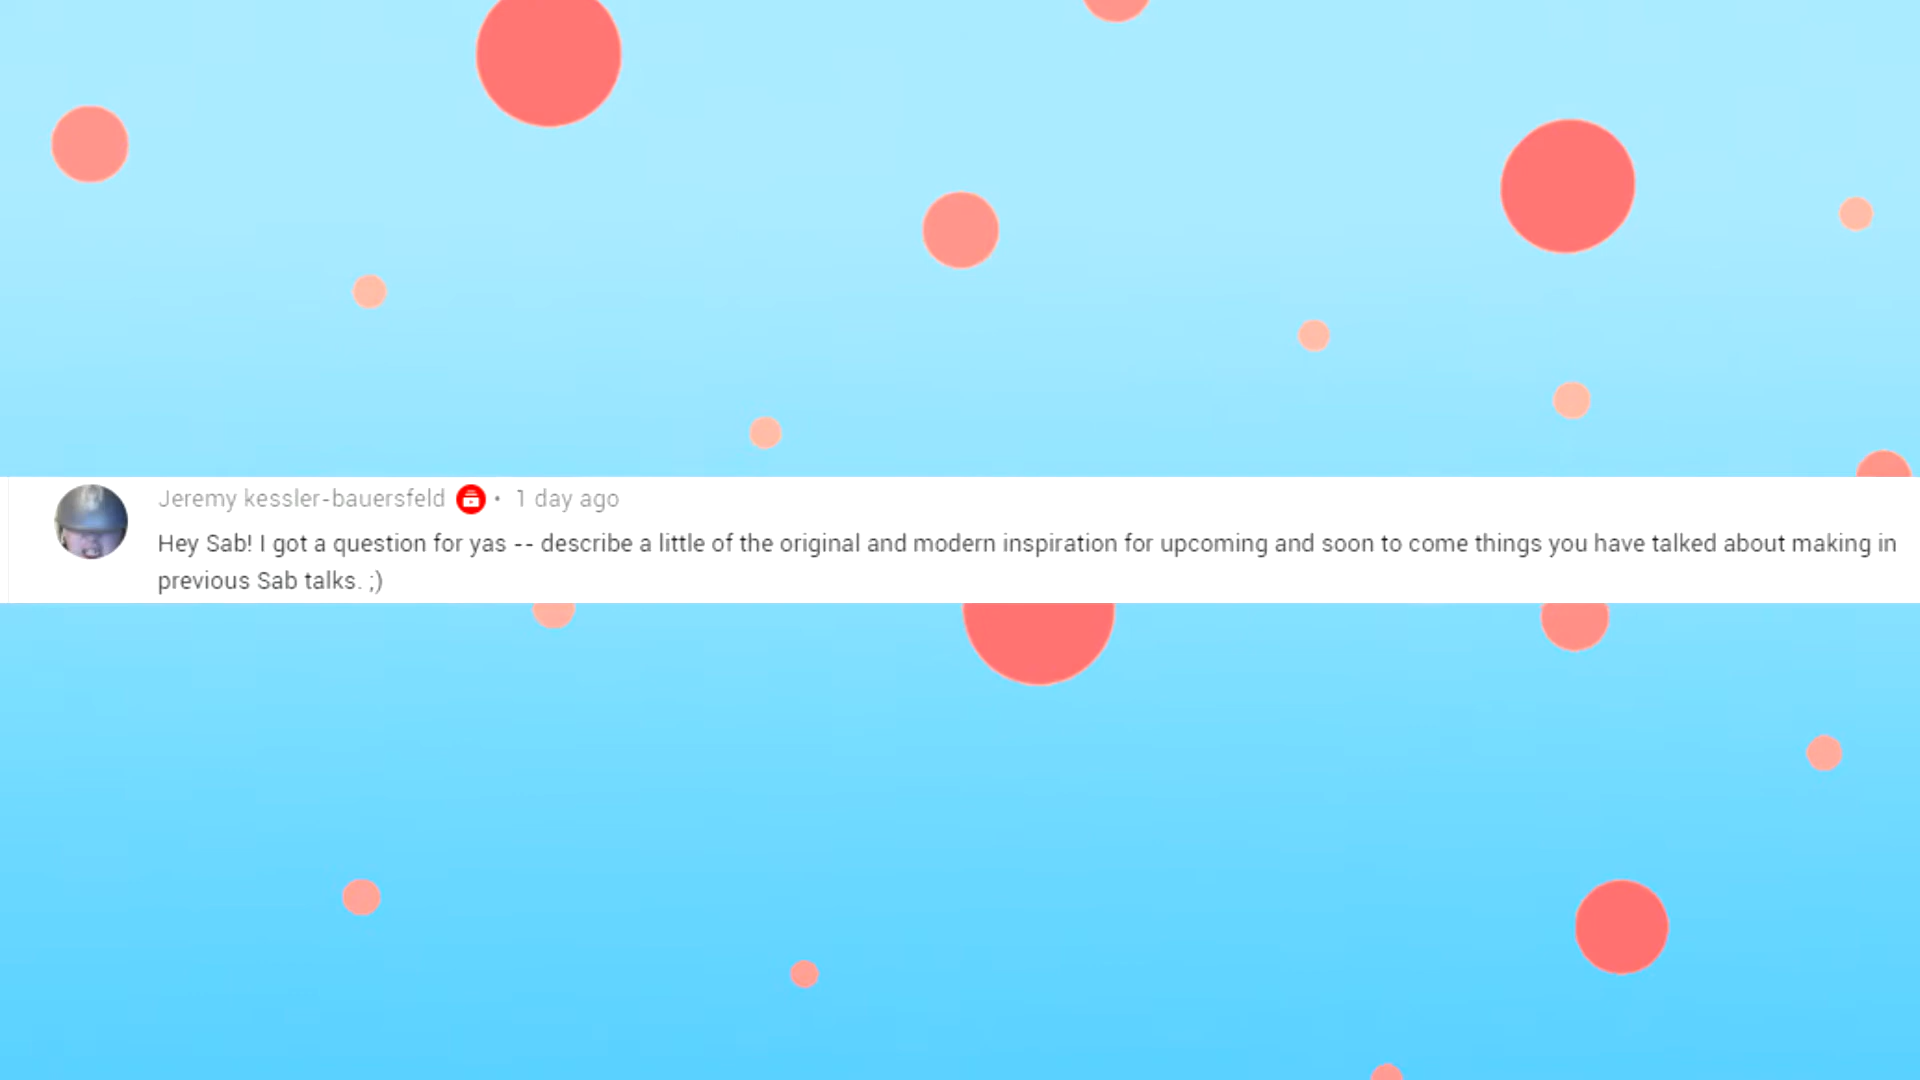 Jeremy kessler-bauersfeld • 1 day ago
Hey Sab! I got a question for yas -- describe a little of the original and modern inspiration for upcoming and soon to come things you have talked about making in
previous Sab talks. ;)